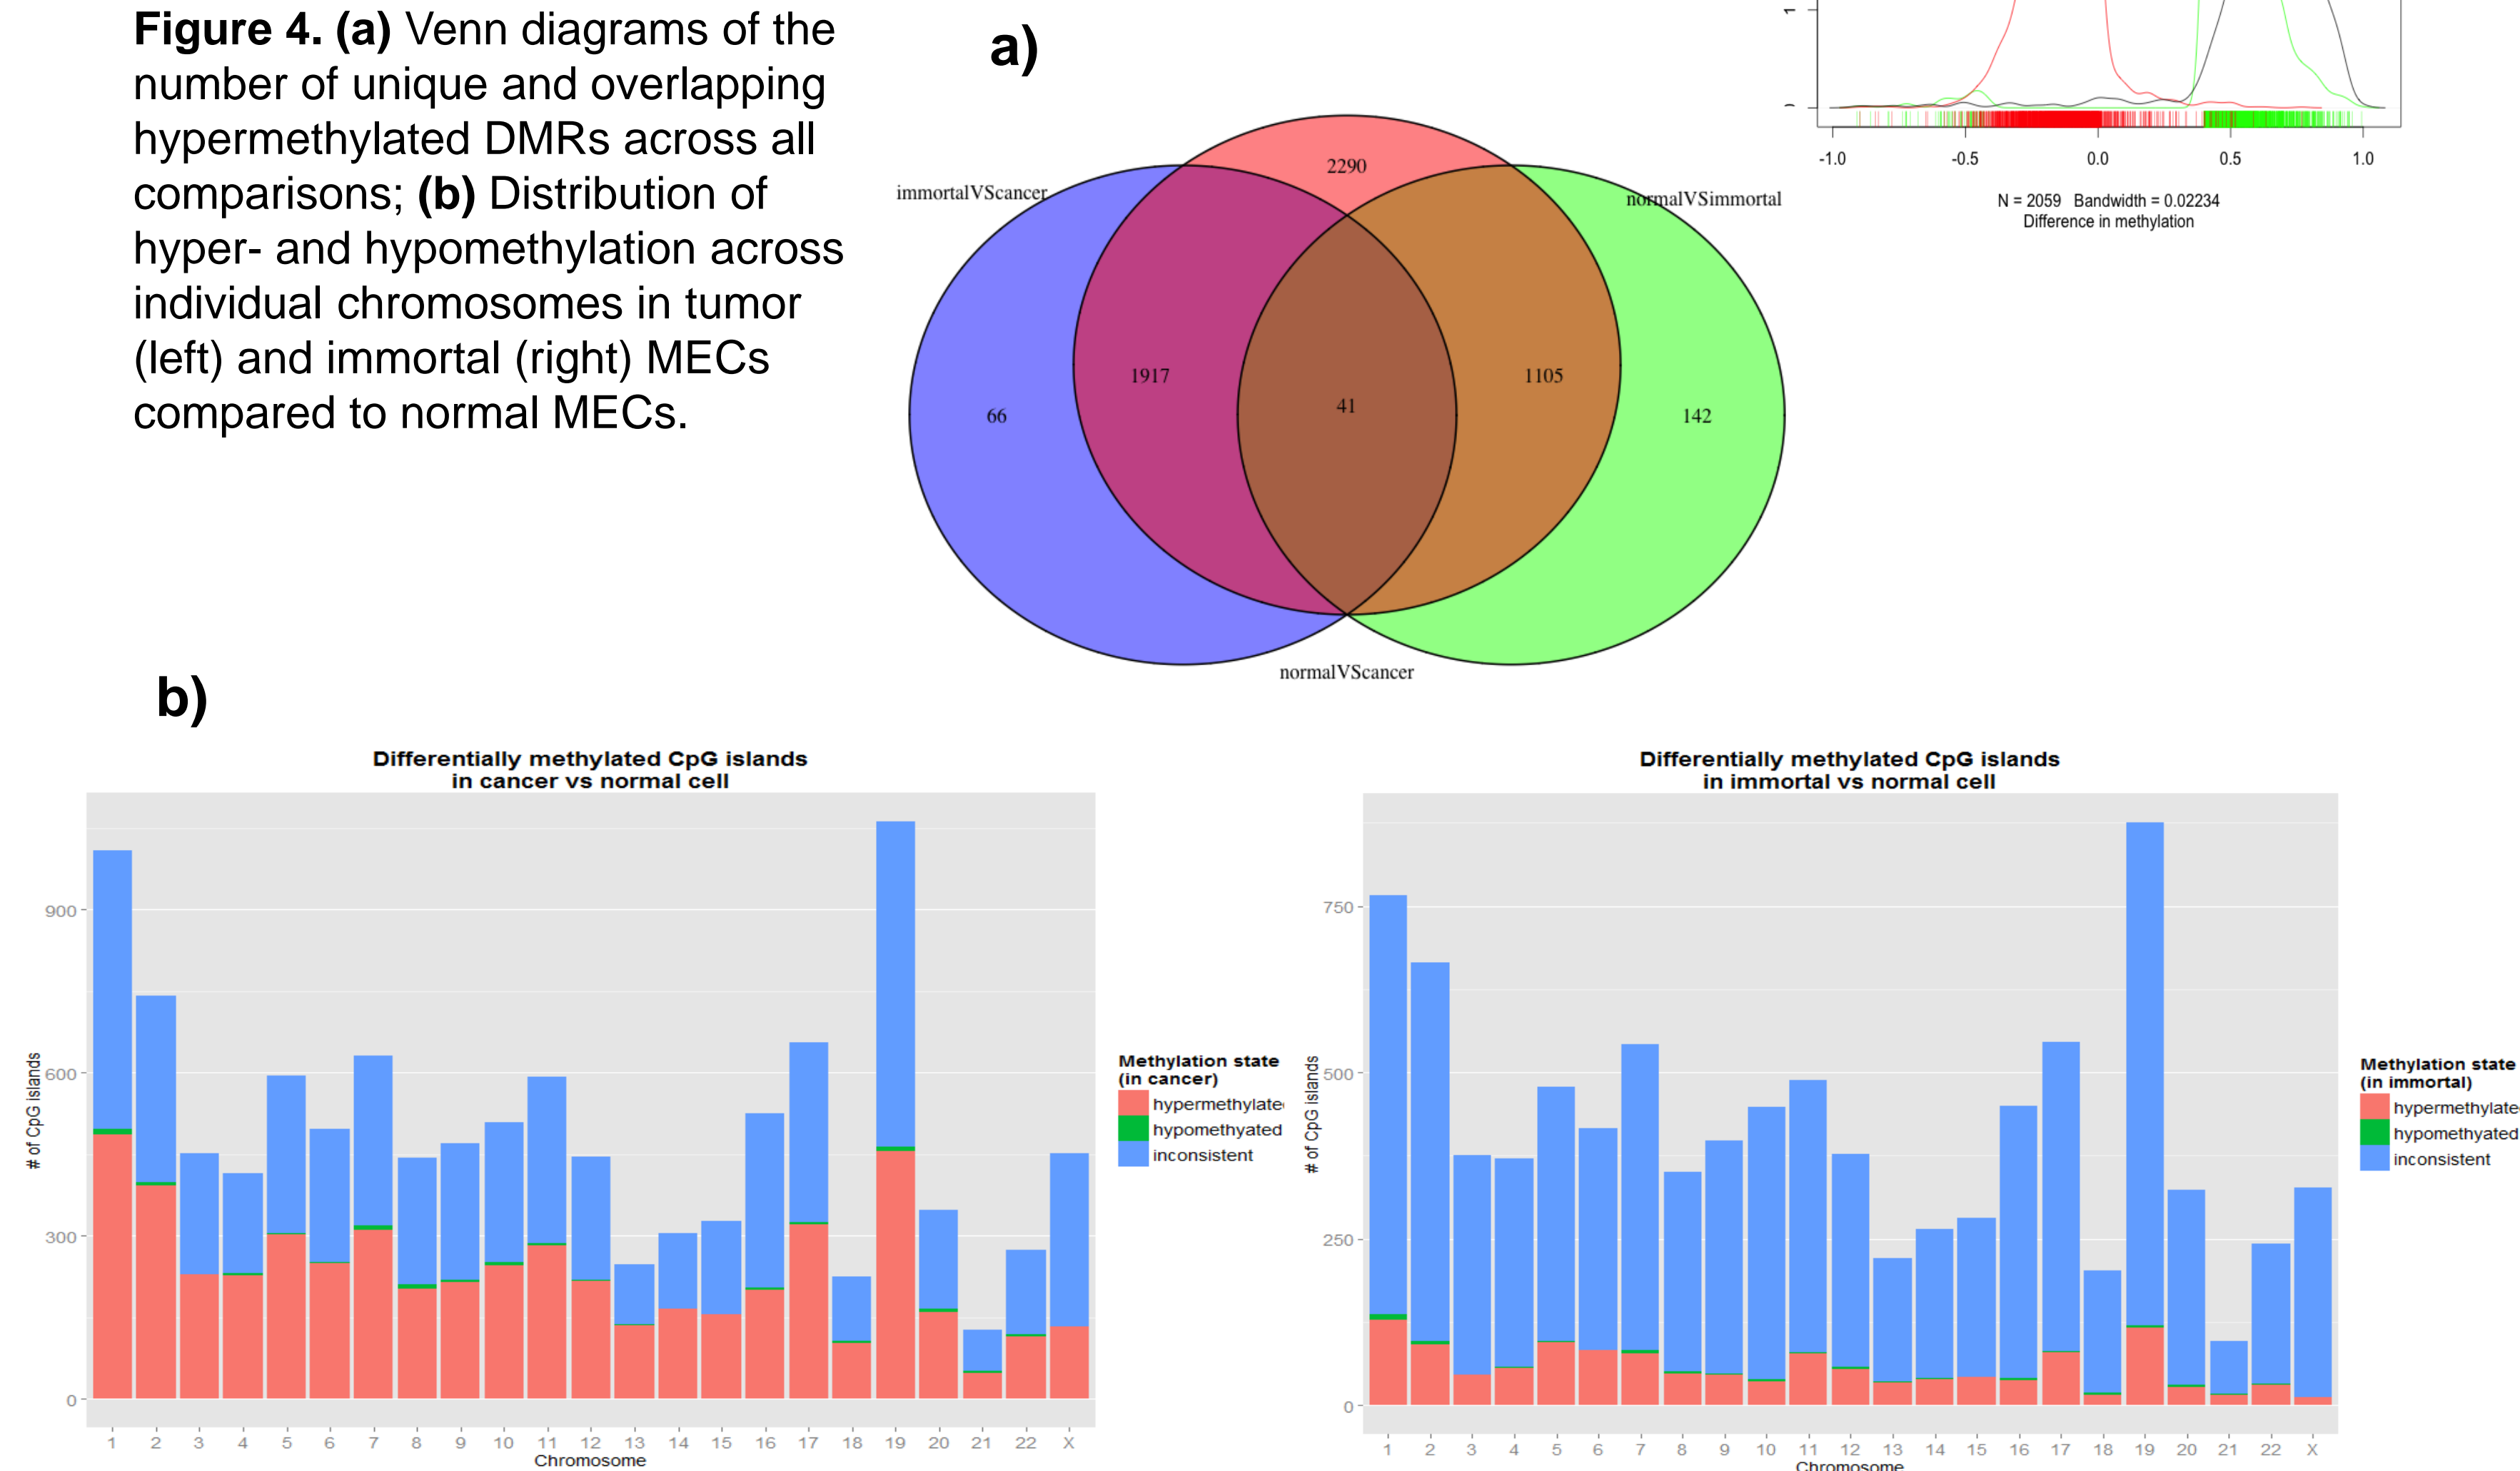 Figure 4. (a) Venn diagrams of the
number of unique and overlapping
hypermethylated DMRs across all
comparisons; (b) Distribution of
hyper- and hypomethylation across
individual chromosomes in tumor
(left) and immortal (right) MECs
compared to normal MECs.
a)
immortalVScancer
normalVSimmortal
2290
1917
1105
66
41
142
normalVScancer
1
-1.0 -0.5 0.0 0.5 1.0
N = 2059 Bandwidth = 0.02234
Difference in methylation
b)
Differentially methylated CpG islands
in cancer vs normal cell
# of CpG islands
900
600
300
0
1 2 3 4 5 6 7 8 9 10 11 12 13 14 15 16 17 18 19 20 21 22 X
Chromosome
Methylation state
(in cancer)
hypermethylate
hypomethyated
inconsistent
Differentially methylated CpG islands
in immortal vs normal cell
# of CpG islands
750
500
250
0
1 2 3 4 5 6 7 8 9 10 11 12 13 14 15 16 17 18 19 20 21 22 X
Chromosome
Methylation state
(in immortal)
hypermethylate
hypomethyated
inconsistent